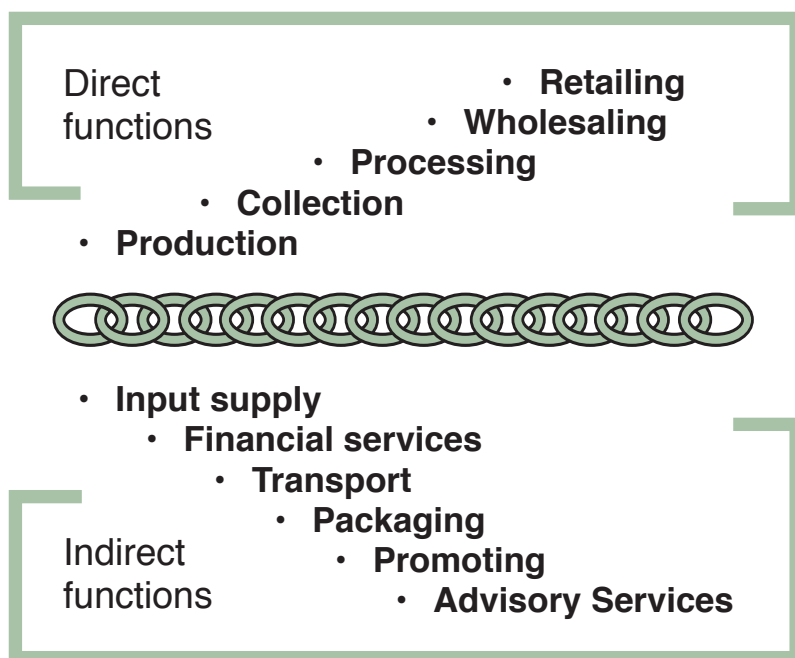 Direct
functions
• Retailing
• Wholesaling
• Processing
• Collection
• Production
• Input supply
• Financial services
• Transport
• Packaging
• Promoting
• Advisory Services
Indirect
functions